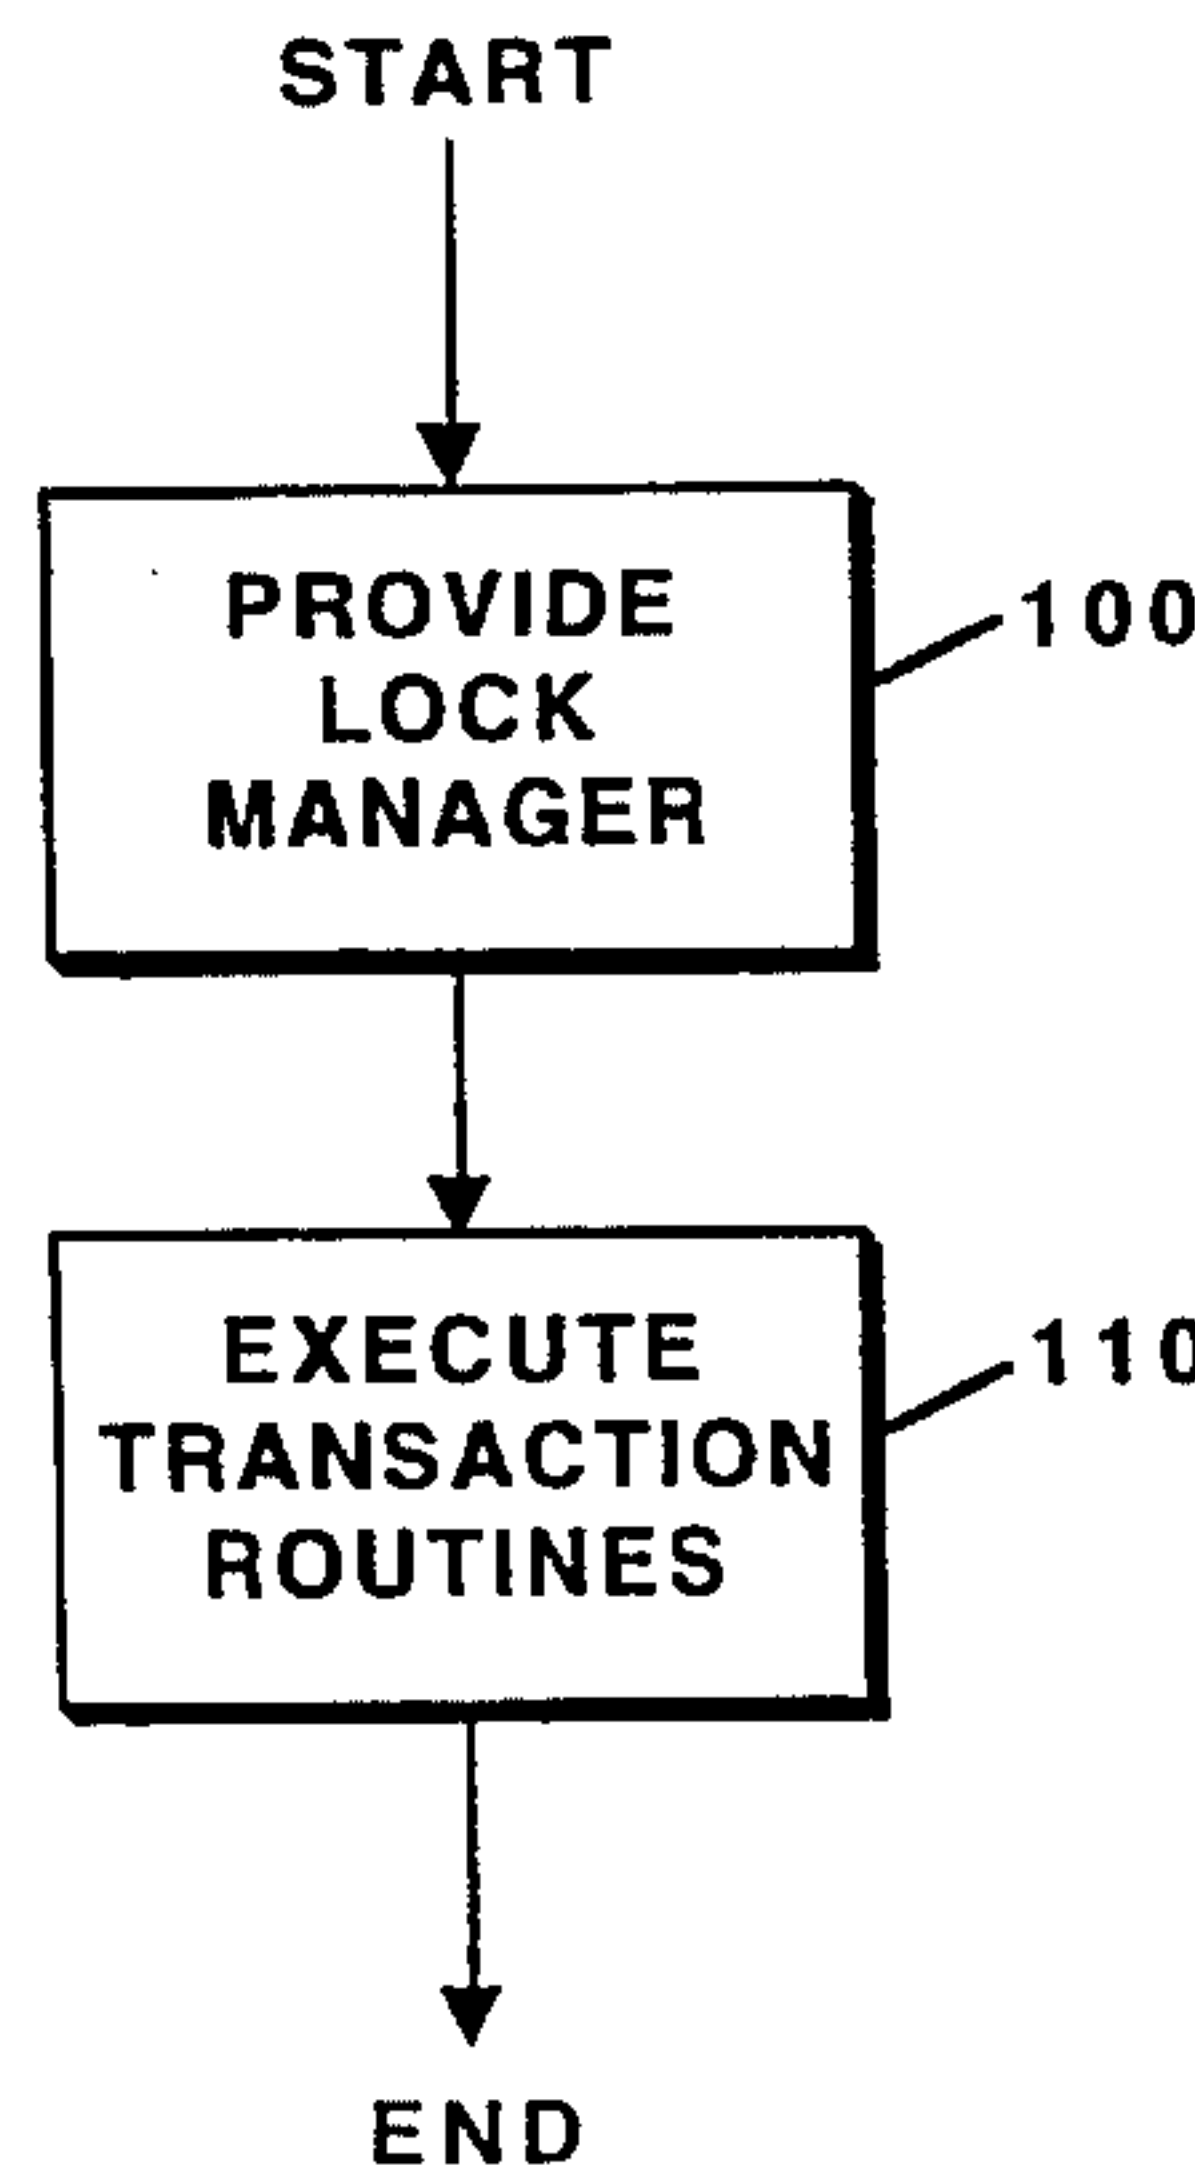 START
PROVIDE
LOCK
MANAGER
100
EXECUTE
TRANSACTION
ROUTINES
110
END